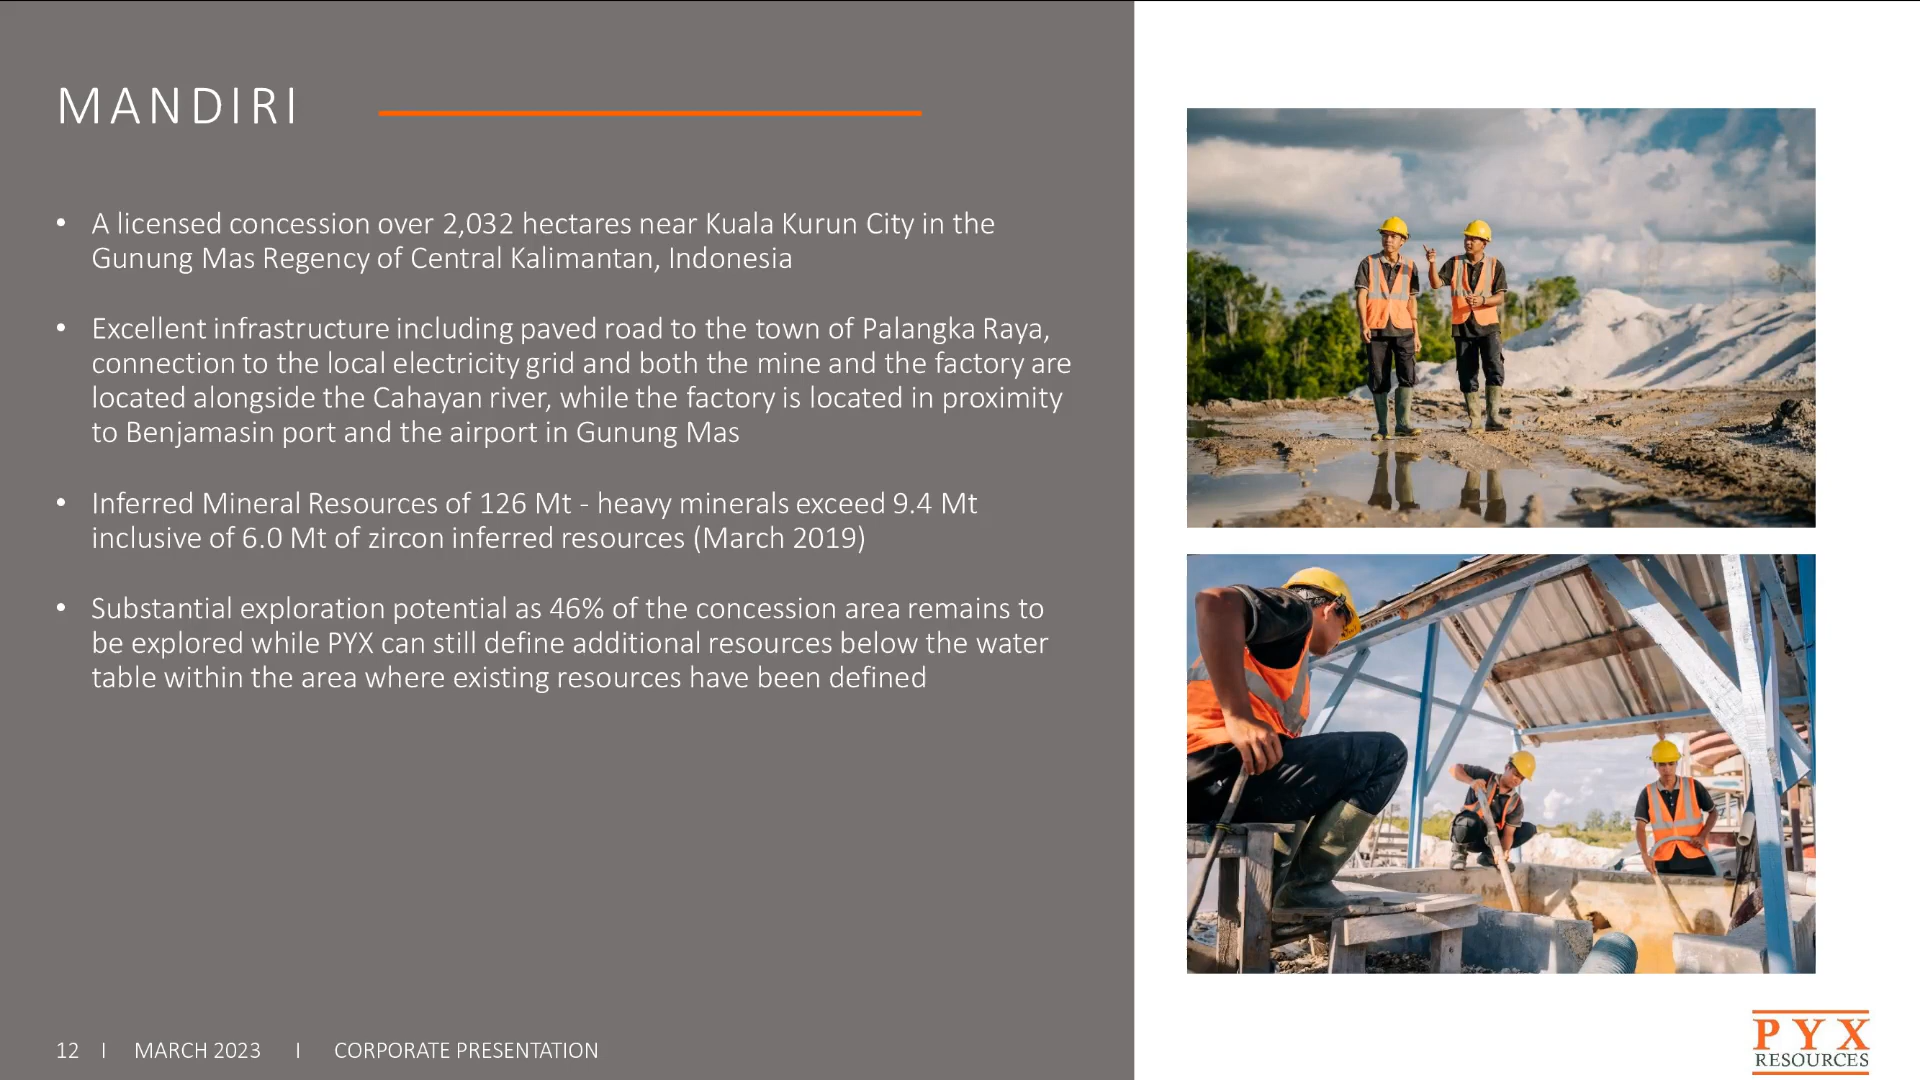 MANDIRI
• A licensed concession over 2,032 hectares near Kuala Kurun City in the
Gunung Mas Regency of Central Kalimantan, Indonesia
• Excellent infrastructure including paved road to the town of Palangka Raya,
connection to the local electricity grid and both the mine and the factory are
located alongside the Cahayan river, while the factory is located in proximity
to Benjamasin port and the airport in Gunung Mas
• Inferred Mineral Resources of 126 Mt - heavy minerals exceed 9.4 Mt
inclusive of 6.0 Mt of zircon inferred resources (March 2019)
• Substantial exploration potential as 46% of the concession area remains to
be explored while PYX can still define additional resources below the water
table within the area where existing resources have been defined
12 I MARCH 2023 I CORPORATE PRESENTATION
PYX
RESOURCES